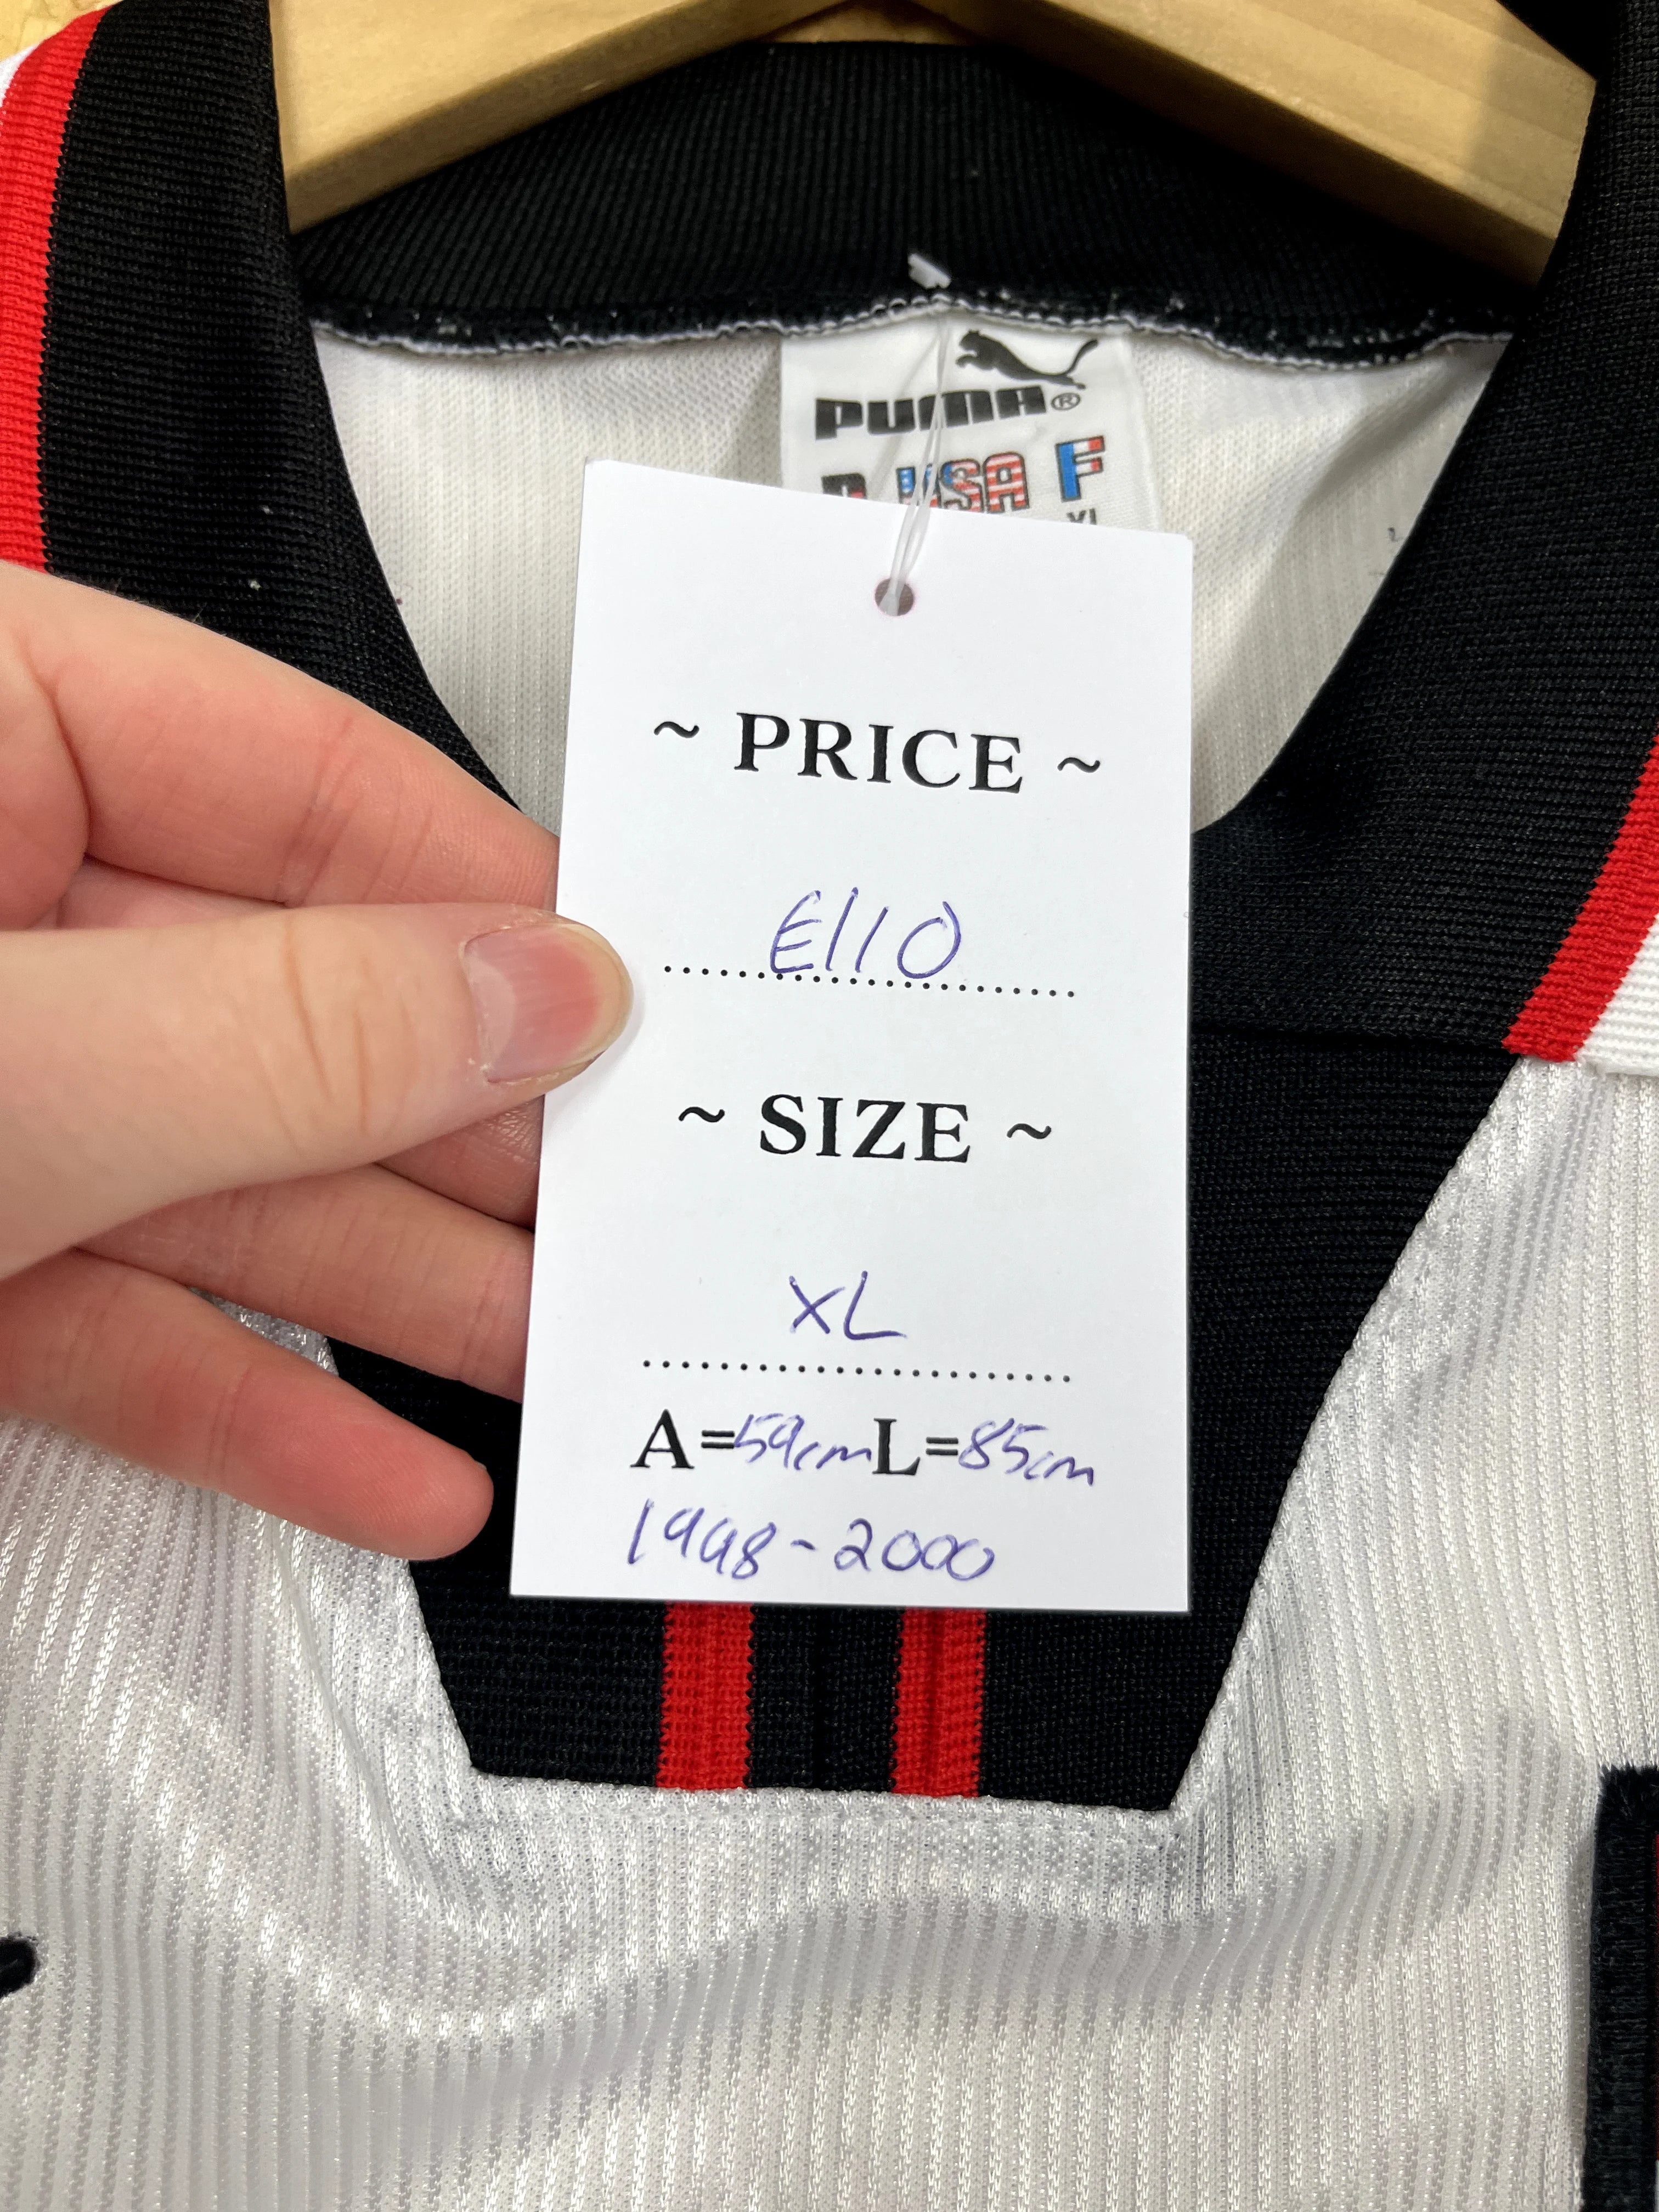 PUMA®
USA F
XL
~ PRICE ~
€110
~ SIZE ~
XL
A=59cm L=85cm
1998-2000